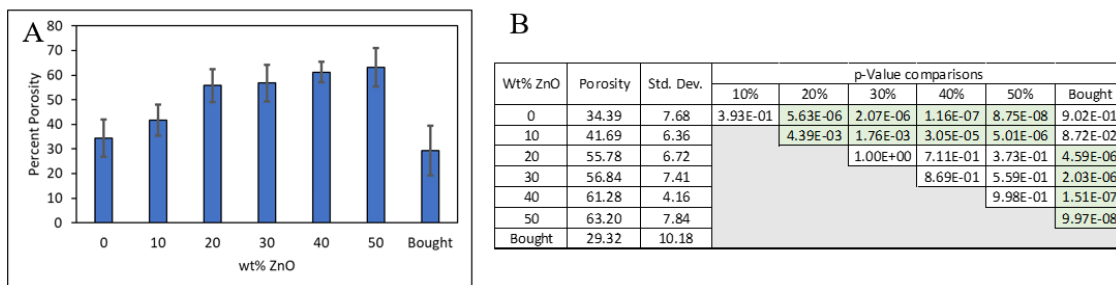 A
Percent Porosity
80
70
60
50
40
30
20
10
0
0 10 20 30 40 50 Bought
wt% ZnO
B
Wt% ZnO Porosity Std. Dev. p-Value comparisons
10% 20% 30% 40% 50% Bought
0 34.39 7.68 3.93E-01 5.63E-06 2.07E-06 1.16E-07 8.75E-08 9.02E-01
10 41.69 6.36 4.39E-03 1.76E-03 3.05E-05 5.01E-06 8.72E-02
20 55.78 6.72 1.00E+00 7.11E-01 3.73E-01 4.59E-06
30 56.84 7.41 8.69E-01 5.59E-01 2.03E-06
40 61.28 4.16 9.98E-01 1.51E-07
50 63.20 7.84 9.97E-08
Bought 29.32 10.18